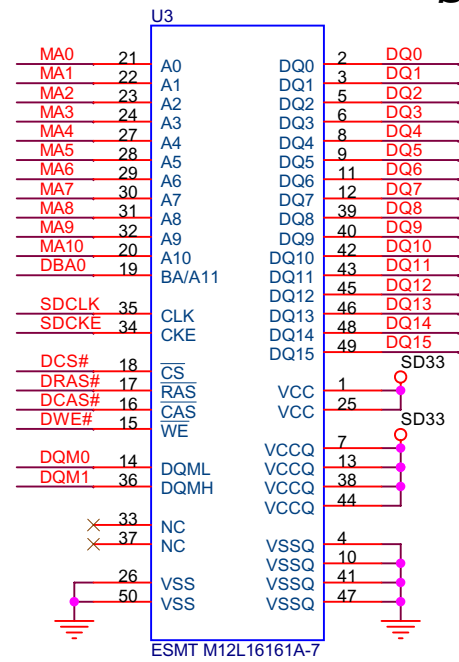 U3
MA0 21 A0 DQ0 2 DQ0
MA1 22 A1 DQ1 3 DQ1
MA2 23 A2 DQ2 5 DQ2
MA3 24 A3 DQ3 6 DQ3
MA4 27 A4 DQ4 8 DQ4
MA5 28 A5 DQ5 9 DQ5
MA6 29 A6 DQ6 11 DQ6
MA7 30 A7 DQ7 12 DQ7
MA8 31 A8 DQ8 39 DQ8
MA9 32 A9 DQ9 40 DQ9
MA10 20 A10 DQ10 42 DQ10
DBA0 19 BA/A11 DQ11 43 DQ11
DQ12 45 DQ12
SDCLK 35 CLK DQ13 46 DQ13
SDCKE 34 CKE DQ14 48 DQ14
DQ15 49 DQ15
SD33
DCS# 18 CS
DRAS# 17 RAS VCC 1
DCAS# 16 CAS VCC 25
DWE# 15 WE
SD33
VCCQ 7
DQM0 14 DQML VCCQ 13
DQM1 36 DQMH VCCQ 38
VCCQ 44
33 NC
37 NC VSSQ 4
VSSQ 10
26 VSS VSSQ 41
50 VSS VSSQ 47
ESMT M12L16161A-7